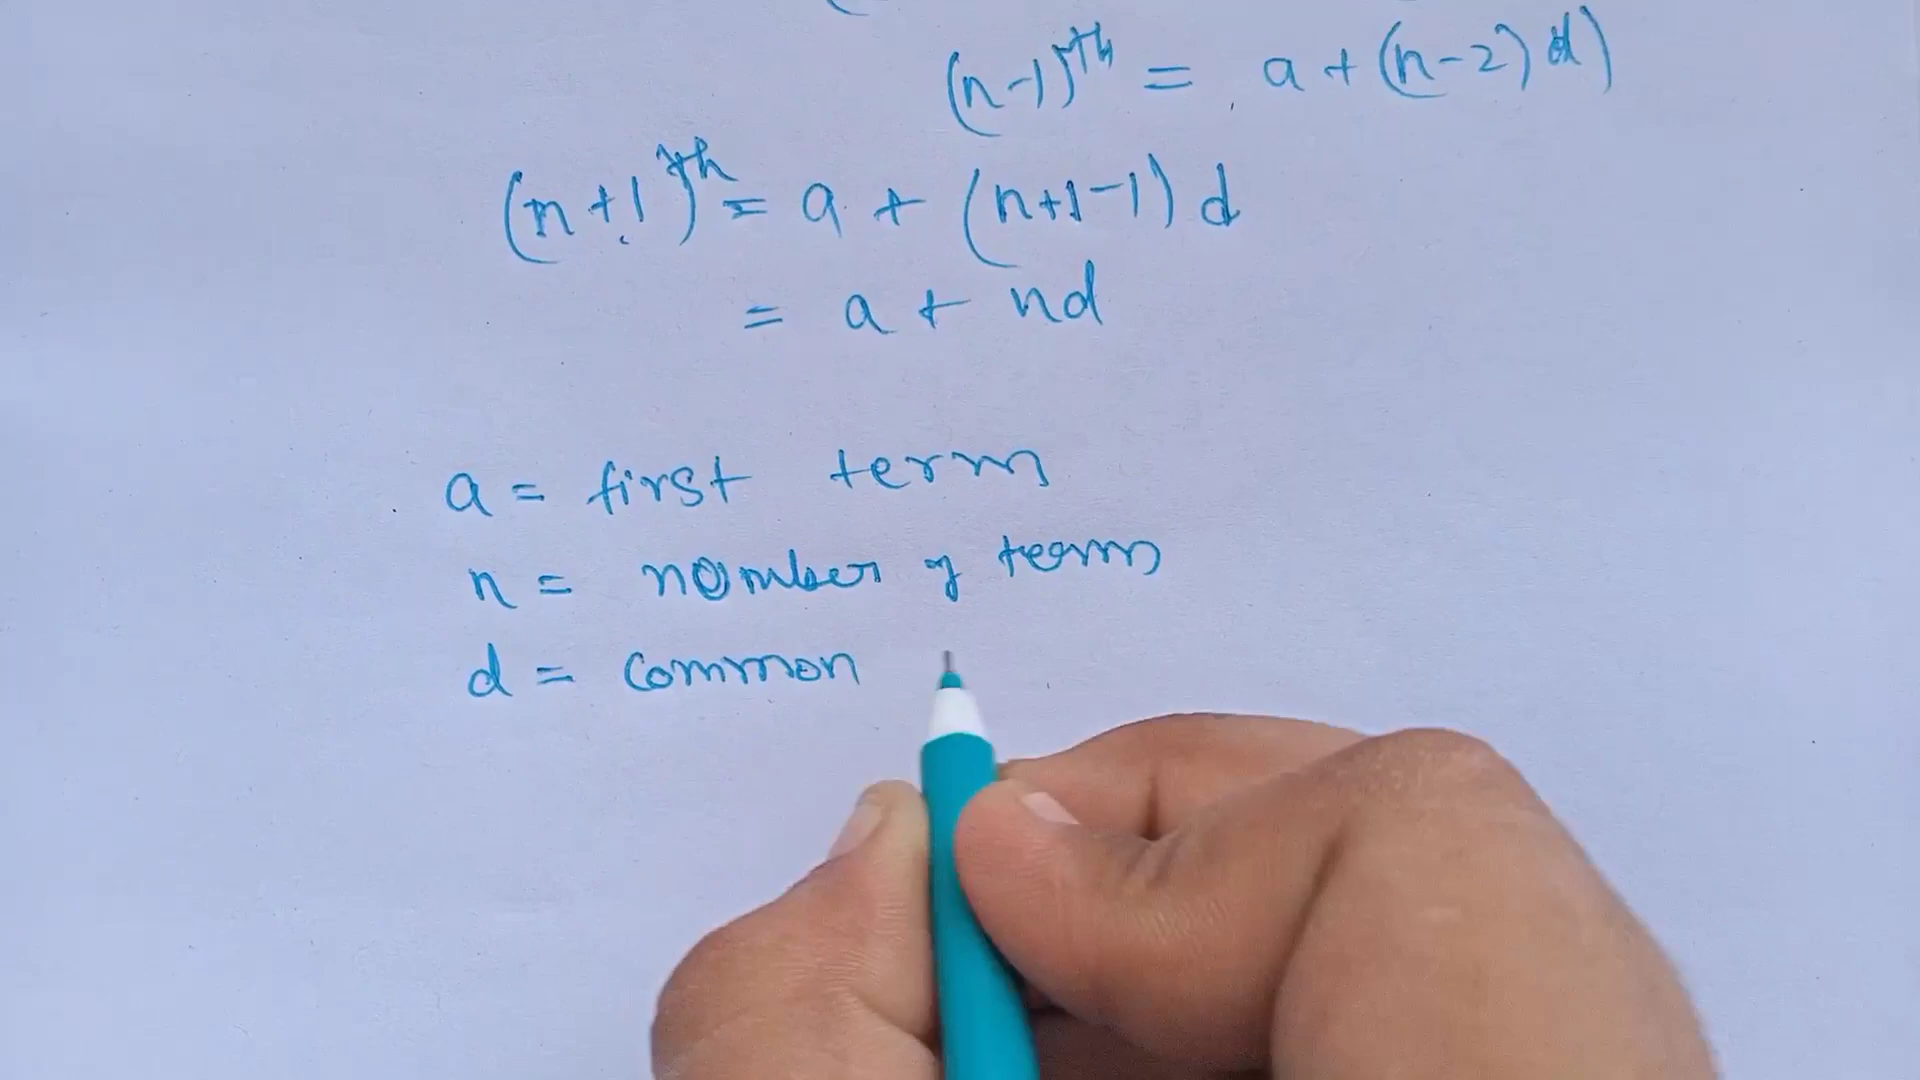 (n-1)th = a + (n-2) d)
(n+1)th = a + (n+1-1) d
= a + nd
a = first term
n = number of term
d = common